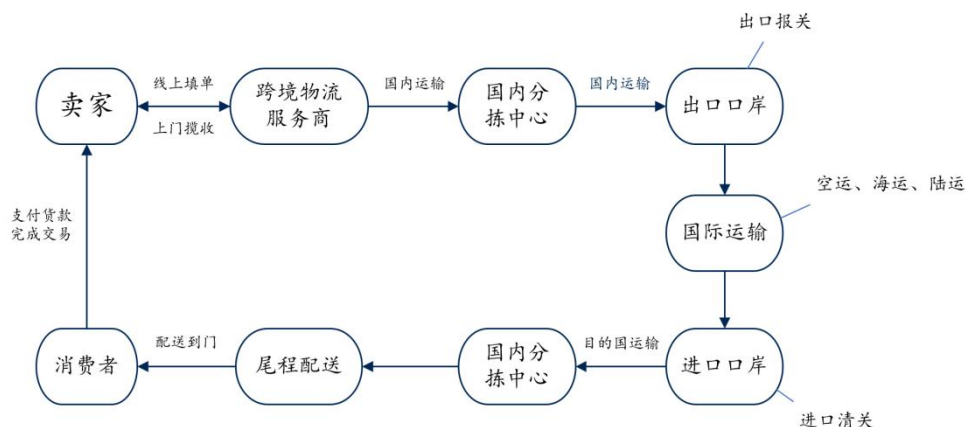 出口报关
卖家
线上填单
上门揽收
跨境物流
服务商
国内运输
国内分
拣中心
国内运输
出口口岸
空运、海运、陆运
国际运输
支付货款
完成交易
消费者
配送到门
尾程配送
国内分
拣中心
目的国运输
进口口岸
进口清关